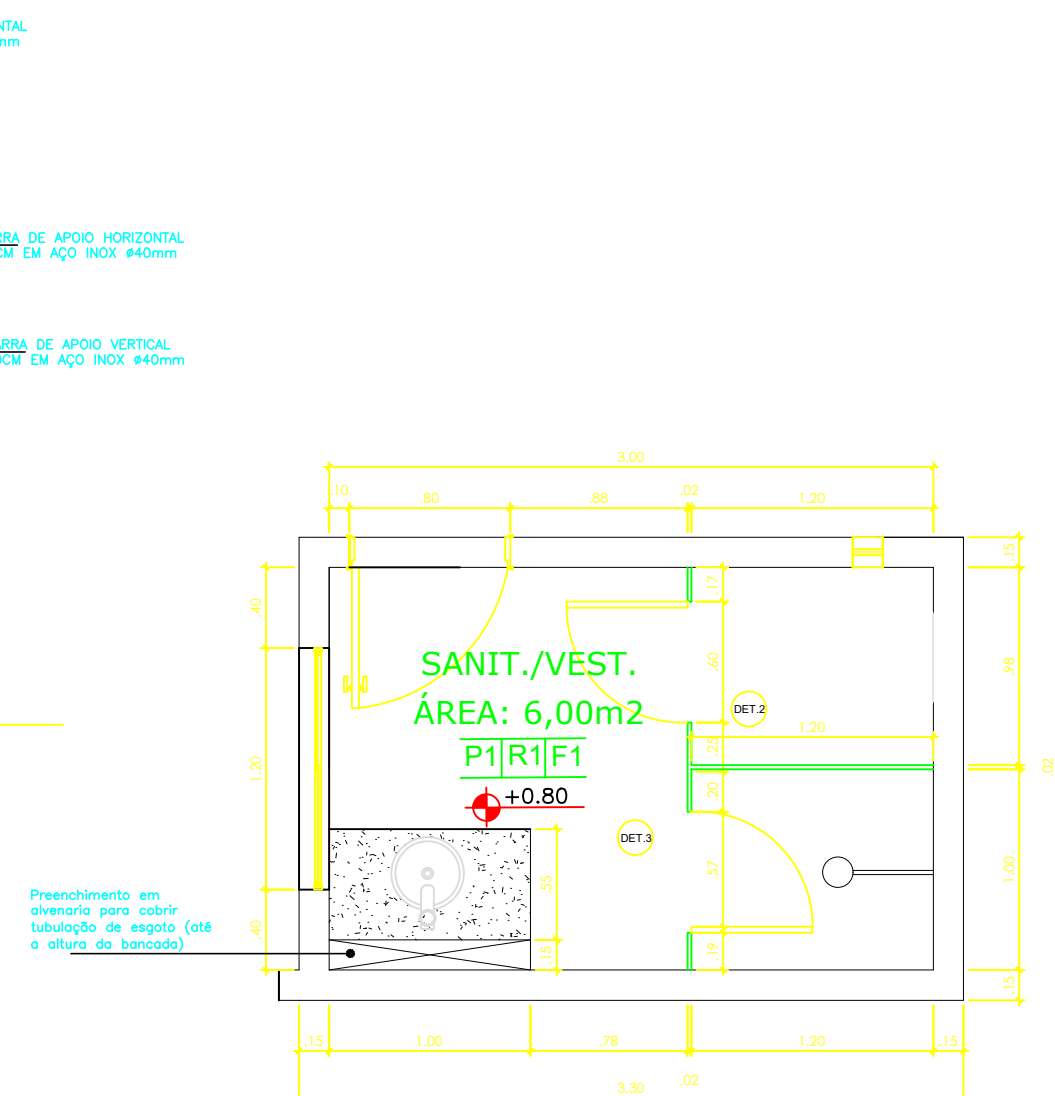 NTAL
mm
RRA DE APOIO HORIZONTAL
CM EM AÇO INOX ø40mm
ARRA DE APOIO VERTICAL
0CM EM AÇO INOX ø40mm
3.00
.10 .80 .88 .02 1.20
.15
.40
.17
SANIT./VEST.
.60
.98
ÁREA: 6,00m2
DET.2
1.20
P1 R1 F1
.25
1.20
.02
+0.80
.20
DET.3
.57
1.00
.55
Preenchimento em
alvenaria para cobrir
tubulação de esgoto (até
a altura da bancada)
.40
.15
.19
.15
.15 1.00 .78 1.20 .15
.02
3.30